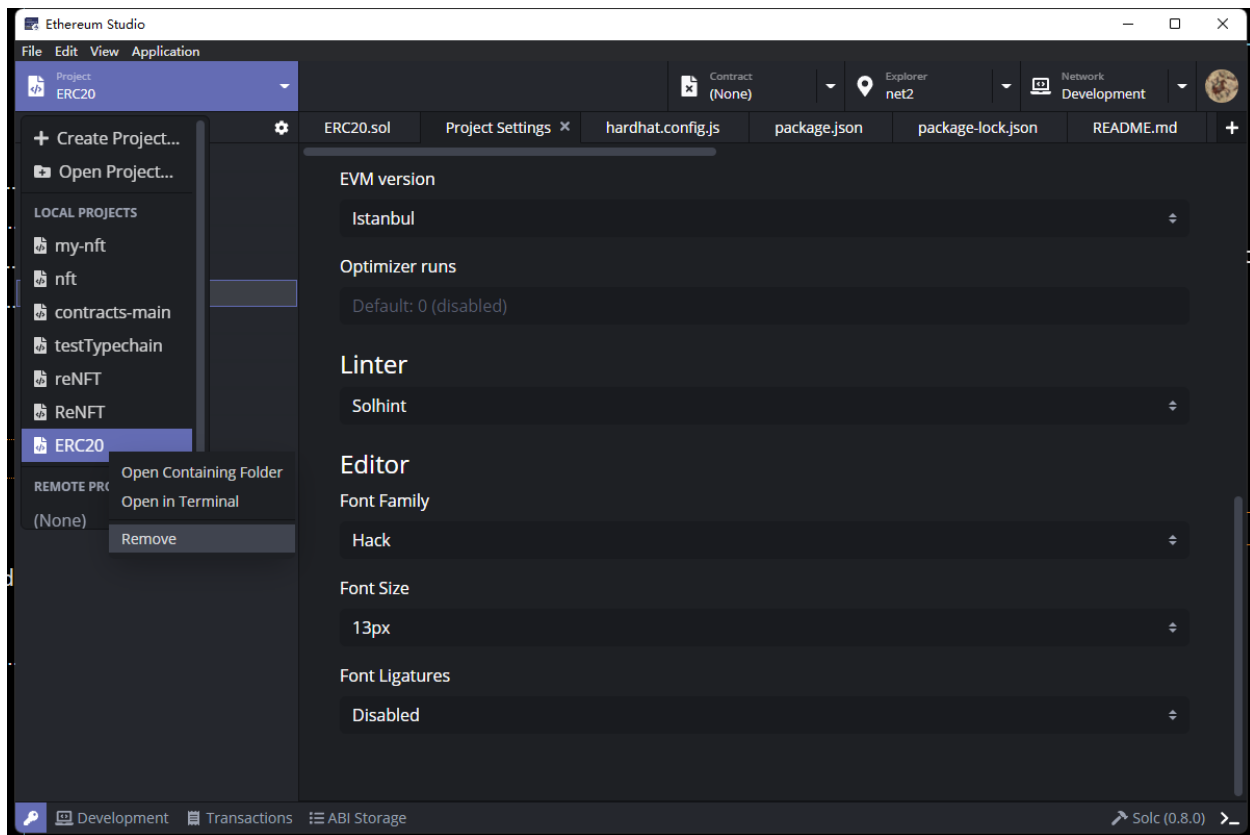 Ethereum Studio
File Edit View Application
Project
ERC20
Contract
(None)
Explorer
net2
Network
Development
ERC20.sol Project Settings hardhat.config.js package.json package-lock.json README.md
Create Project...
Open Project...
LOCAL PROJECTS
my-nft
nft
contracts-main
testTypechain
reNFT
ReNFT
ERC20
REMOTE PRO
(None)
Open Containing Folder
Open in Terminal
Remove
EVM version
Istanbul
Optimizer runs
Default: 0 (disabled)
Linter
Solhint
Editor
Font Family
Hack
Font Size
13px
Font Ligatures
Disabled
Development Transactions ABI Storage Solc (0.8.0)